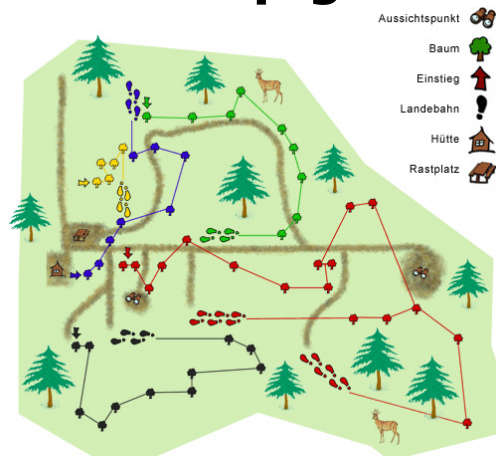 Aussichtspunkt
Baum
Einstieg
Landebahn
Hütte
Rastplatz